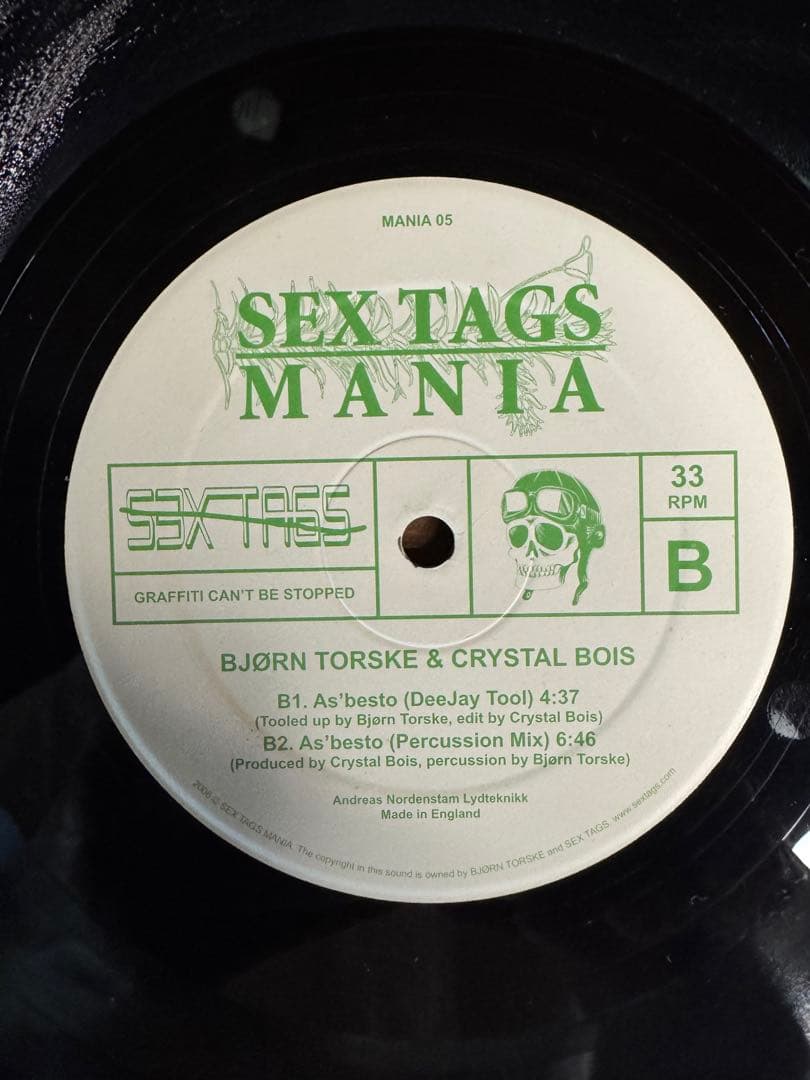 MANIA 05
SEX TAGS
MANIA
S3X TAGS
GRAFFITI CAN'T BE STOPPED
33
RPM
B
BJØRN TORSKE & CRYSTAL BOIS
B1. As'besto (DeeJay Tool) 4:37
(Tooled up by Bjørn Torske, edit by Crystal Bois)
B2. As'besto (Percussion Mix) 6:46
(Produced by Crystal Bois, percussion by Bjørn Torske)
Andreas Nordenstam Lydteknikk
Made in England
2006 © SEX TAGS MANIA. The copyright in this sound is owned by BJØRN TORSKE and SEX TAGS. www.sextags.com